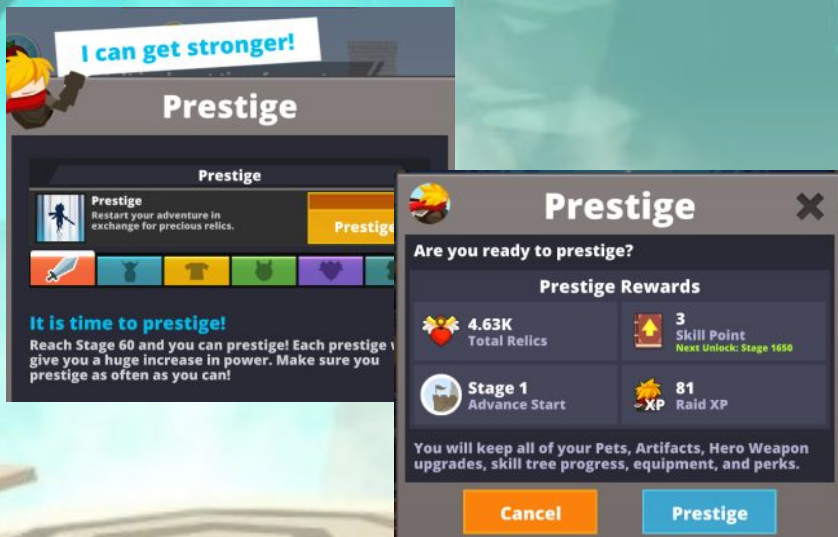 I can get stronger!
Prestige
Prestige
Prestige
Restart your adventure in
exchange for precious relics.
Prestige
It is time to prestige!
Reach Stage 60 and you can prestige! Each prestige
give you a huge increase in power. Make sure you
prestige as often as you can!
Prestige
Are you ready to prestige?
Prestige Rewards
4.63K
Total Relics
3
Skill Point
Next Unlock: Stage 1650
Stage 1
Advance Start
XP
81
Raid XP
You will keep all of your Pets, Artifacts, Hero Weapon
upgrades, skill tree progress, equipment, and perks.
Cancel
Prestige